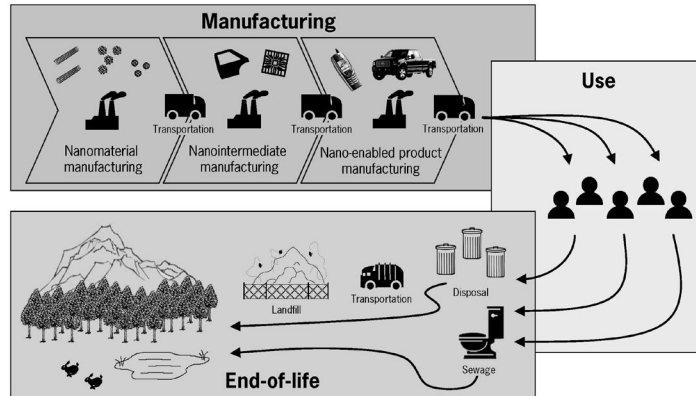 Manufacturing
Transportation
Transportation
Transportation
Nanomaterial
manufacturing
Nanointermediate
manufacturing
Nano-enabled product
manufacturing
Use
Landfill
Transportation
Disposal
Sewage
End-of-life